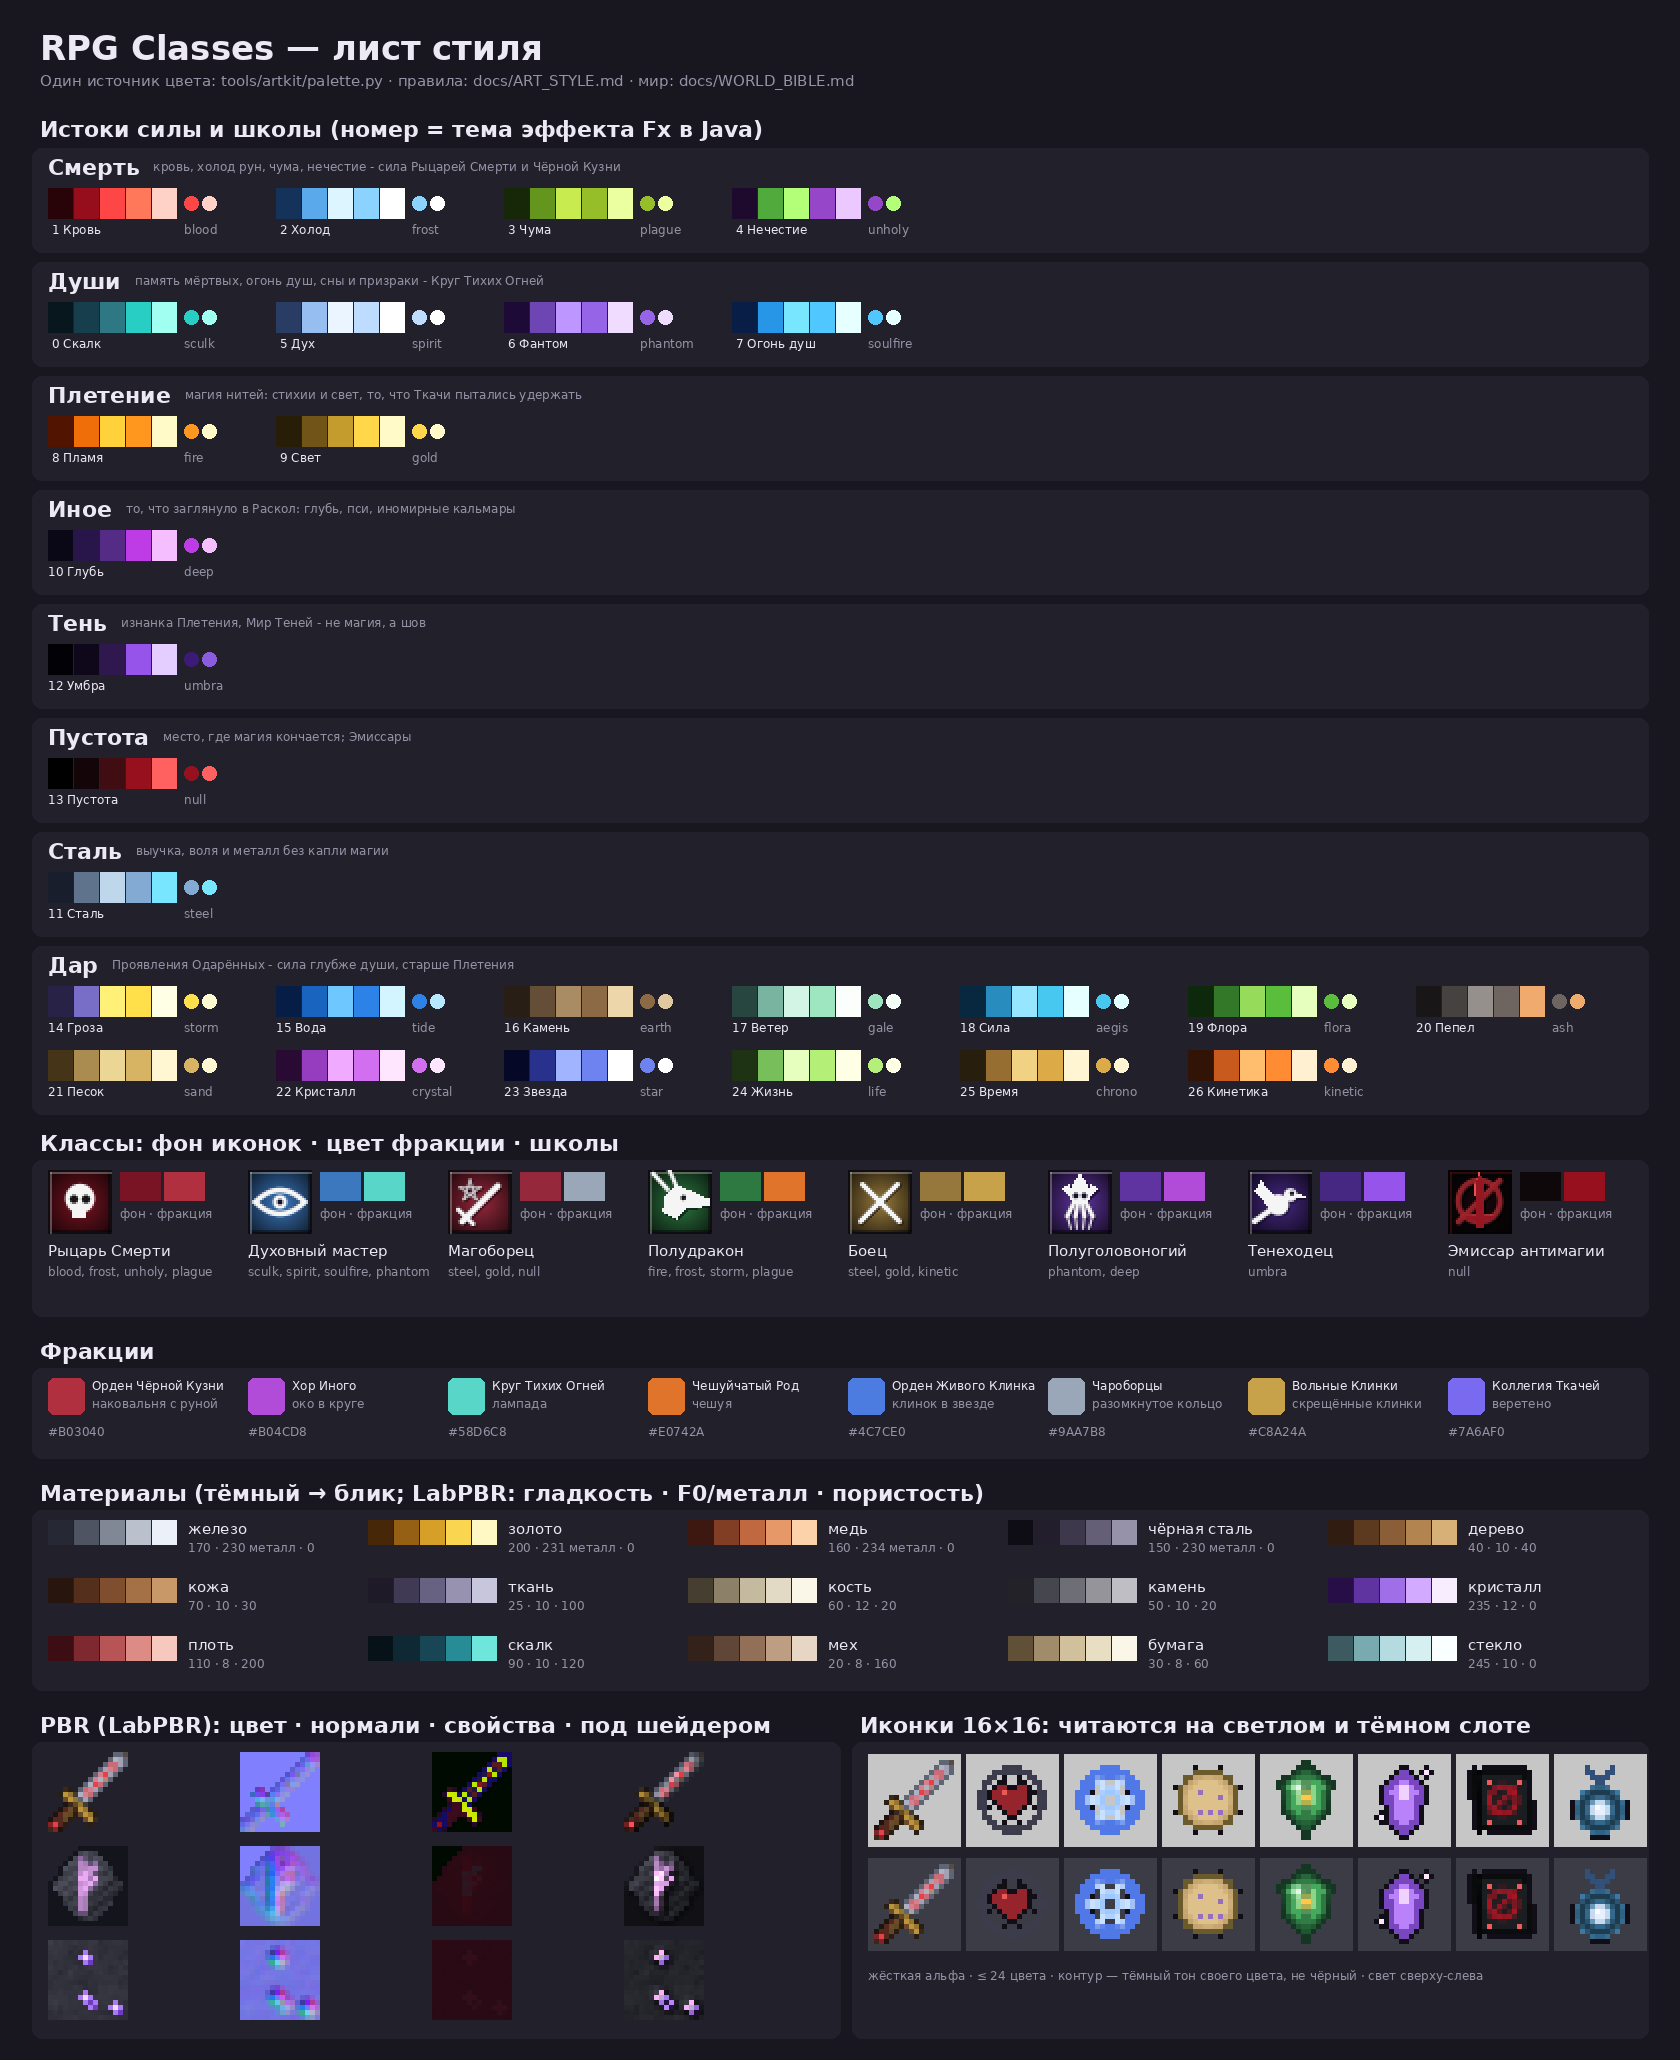 RPG Classes — лист стиля
Один источник цвета: tools/artkit/palette.py · правила: docs/ART_STYLE.md · мир: docs/WORLD_BIBLE.md
Истоки силы и школы (номер = тема эффекта Fx в Java)
Смерть кровь, холод рун, чума, нечестие - сила Рыцарей Смерти и Чёрной Кузни
1 Кровь blood 2 Холод frost 3 Чума plague 4 Нечестие unholy
Души память мёртвых, огонь душ, сны и призраки - Круг Тихих Огней
0 Скалк sculk 5 Дух spirit 6 Фантом phantom 7 Огонь душ soulfire
Плетение магия нитей: стихии и свет, то, что Ткачи пытались удержать
8 Пламя fire 9 Свет gold
Иное то, что заглянуло в Раскол: глубь, пси, иномирные кальмары
10 Глубь deep
Тень изнанка Плетения, Мир Теней - не магия, а шов
12 Умбра umbra
Пустота место, где магия кончается; Эмиссары
13 Пустота null
Сталь выучка, воля и металл без капли магии
11 Сталь steel
Дар Проявления Одарённых - сила глубже души, старше Плетения
14 Гроза storm 15 Вода tide 16 Камень earth 17 Ветер gale 18 Сила aegis 19 Флора flora 20 Пепел ash
21 Песок sand 22 Кристалл crystal 23 Звезда star 24 Жизнь life 25 Время chrono 26 Кинетика kinetic
Классы: фон иконок · цвет фракции · школы
фон · фракция фон · фракция фон · фракция фон · фракция фон · фракция фон · фракция фон · фракция фон · фракция
Рыцарь Смерти Духовный мастер Магоборец Полудракон Боец Полуголовоногий Тенеходец Эмиссар антимагии
blood, frost, unholy, plague sculk, spirit, soulfire, phantom steel, gold, null fire, frost, storm, plague steel, gold, kinetic phantom, deep umbra null
Фракции
Орден Чёрной Кузни Хор Иного Круг Тихих Огней Чешуйчатый Род Орден Живого Клинка Чароборцы Вольные Клинки Коллегия Ткачей
наковальня с руной око в круге лампада чешуя клинок в звезде разомкнутое кольцо скрещённые клинки веретено
#B03040 #B04CD8 #58D6C8 #E0742A #4C7CE0 #9AA7B8 #C8A24A #7A6AF0
Материалы (тёмный → блик; LabPBR: гладкость · F0/металл · пористость)
железо золото медь чёрная сталь дерево
170 · 230 металл · 0 200 · 231 металл · 0 160 · 234 металл · 0 150 · 230 металл · 0 40 · 10 · 40
кожа ткань кость камень кристалл
70 · 10 · 30 25 · 10 · 100 60 · 12 · 20 50 · 10 · 20 235 · 12 · 0
плоть скалк мех бумага стекло
110 · 8 · 200 90 · 10 · 120 20 · 8 · 160 30 · 8 · 60 245 · 10 · 0
PBR (LabPBR): цвет · нормали · свойства · под шейдером
Иконки 16×16: читаются на светлом и тёмном слоте
жёсткая альфа · ≤ 24 цвета · контур — тёмный тон своего цвета, не чёрный · свет сверху-слева